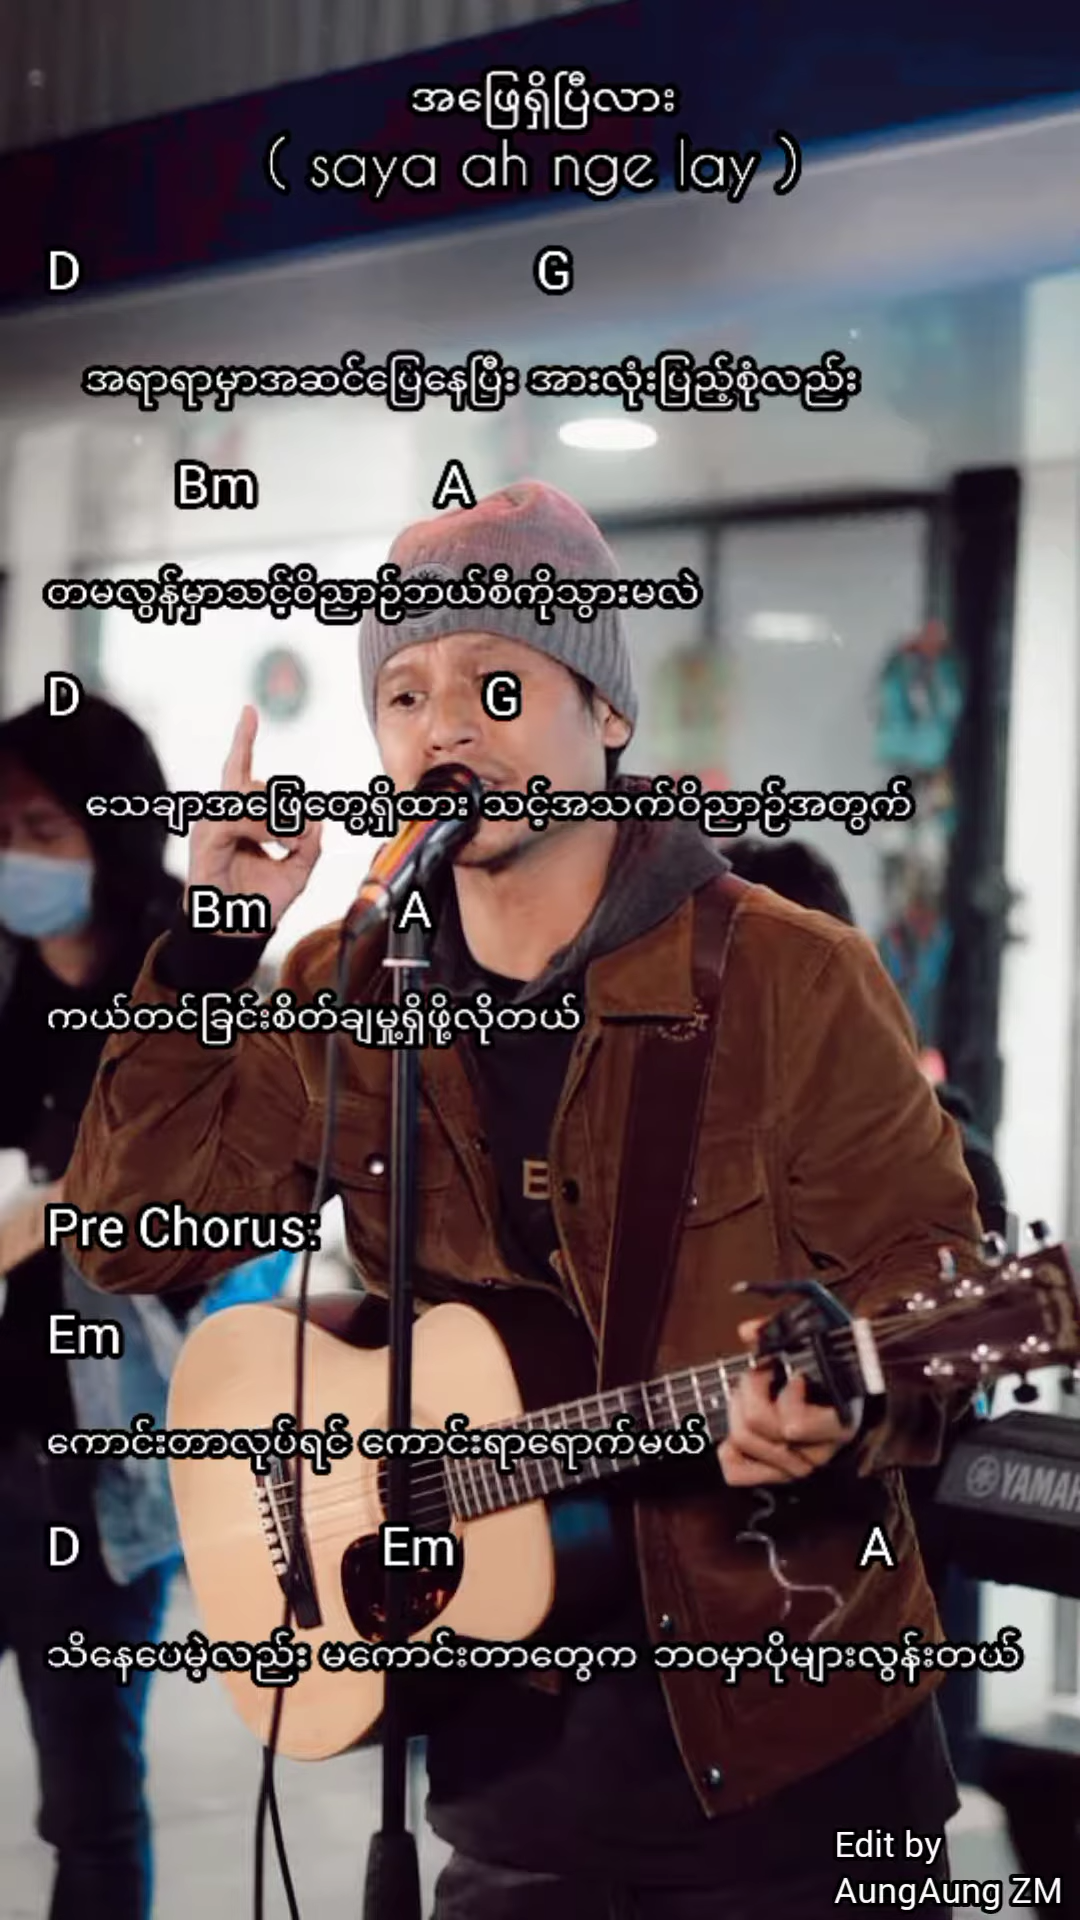 အဖြေရှိပြီလား
( saya ah nge lay )
D G
အရာရာမှာအဆင်ပြေနေပြီး အားလုံးပြည့်စုံလည်း
Bm A
တမလွန်မှာသင့်ဝိညာဉ်ဘယ်စီကိုသွားမလဲ
D G
သေချာအဖြေတွေရှိထား သင့်အသက်ဝိညာဉ်အတွက်
Bm A
ကယ်တင်ခြင်းစိတ်ချမှု့ရှိဖို့လိုတယ်
Pre Chorus:
Em
ကောင်းတာလုပ်ရင် ကောင်းရာရောက်မယ်
YAMAH
D Em A
သိနေပေမဲ့လည်း မကောင်းတာတွေက ဘဝမှာပိုများလွန်းတယ်
Edit by
AungAung ZM